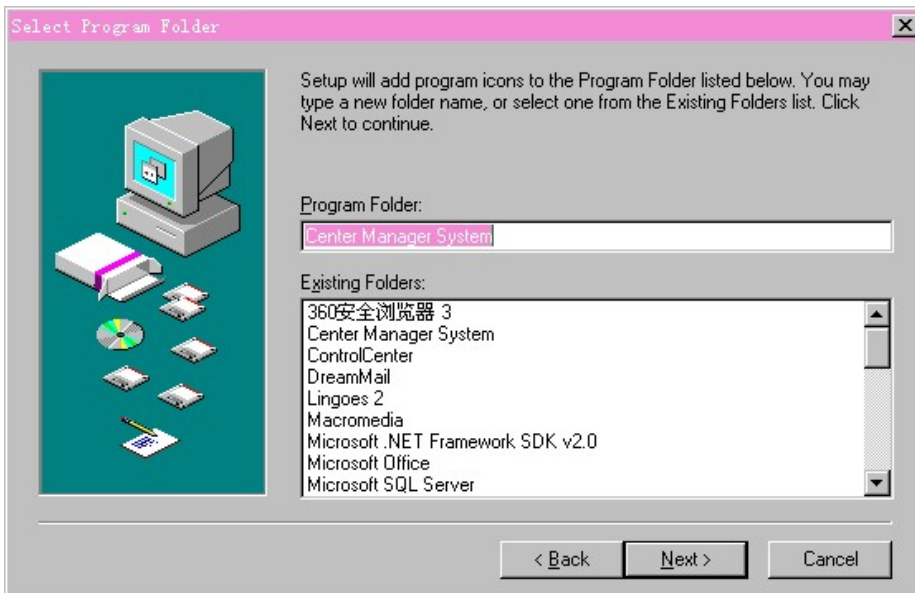 Select Program Folder
Setup will add program icons to the Program Folder listed below. You may
type a new folder name, or select one from the Existing Folders list. Click
Next to continue.
Program Folder:
Center Manager System
Existing Folders:
360安全浏览器 3
Center Manager System
ControlCenter
DreamMail
Lingoes 2
Macromedia
Microsoft .NET Framework SDK v2.0
Microsoft Office
Microsoft SQL Server
< Back
Next >
Cancel